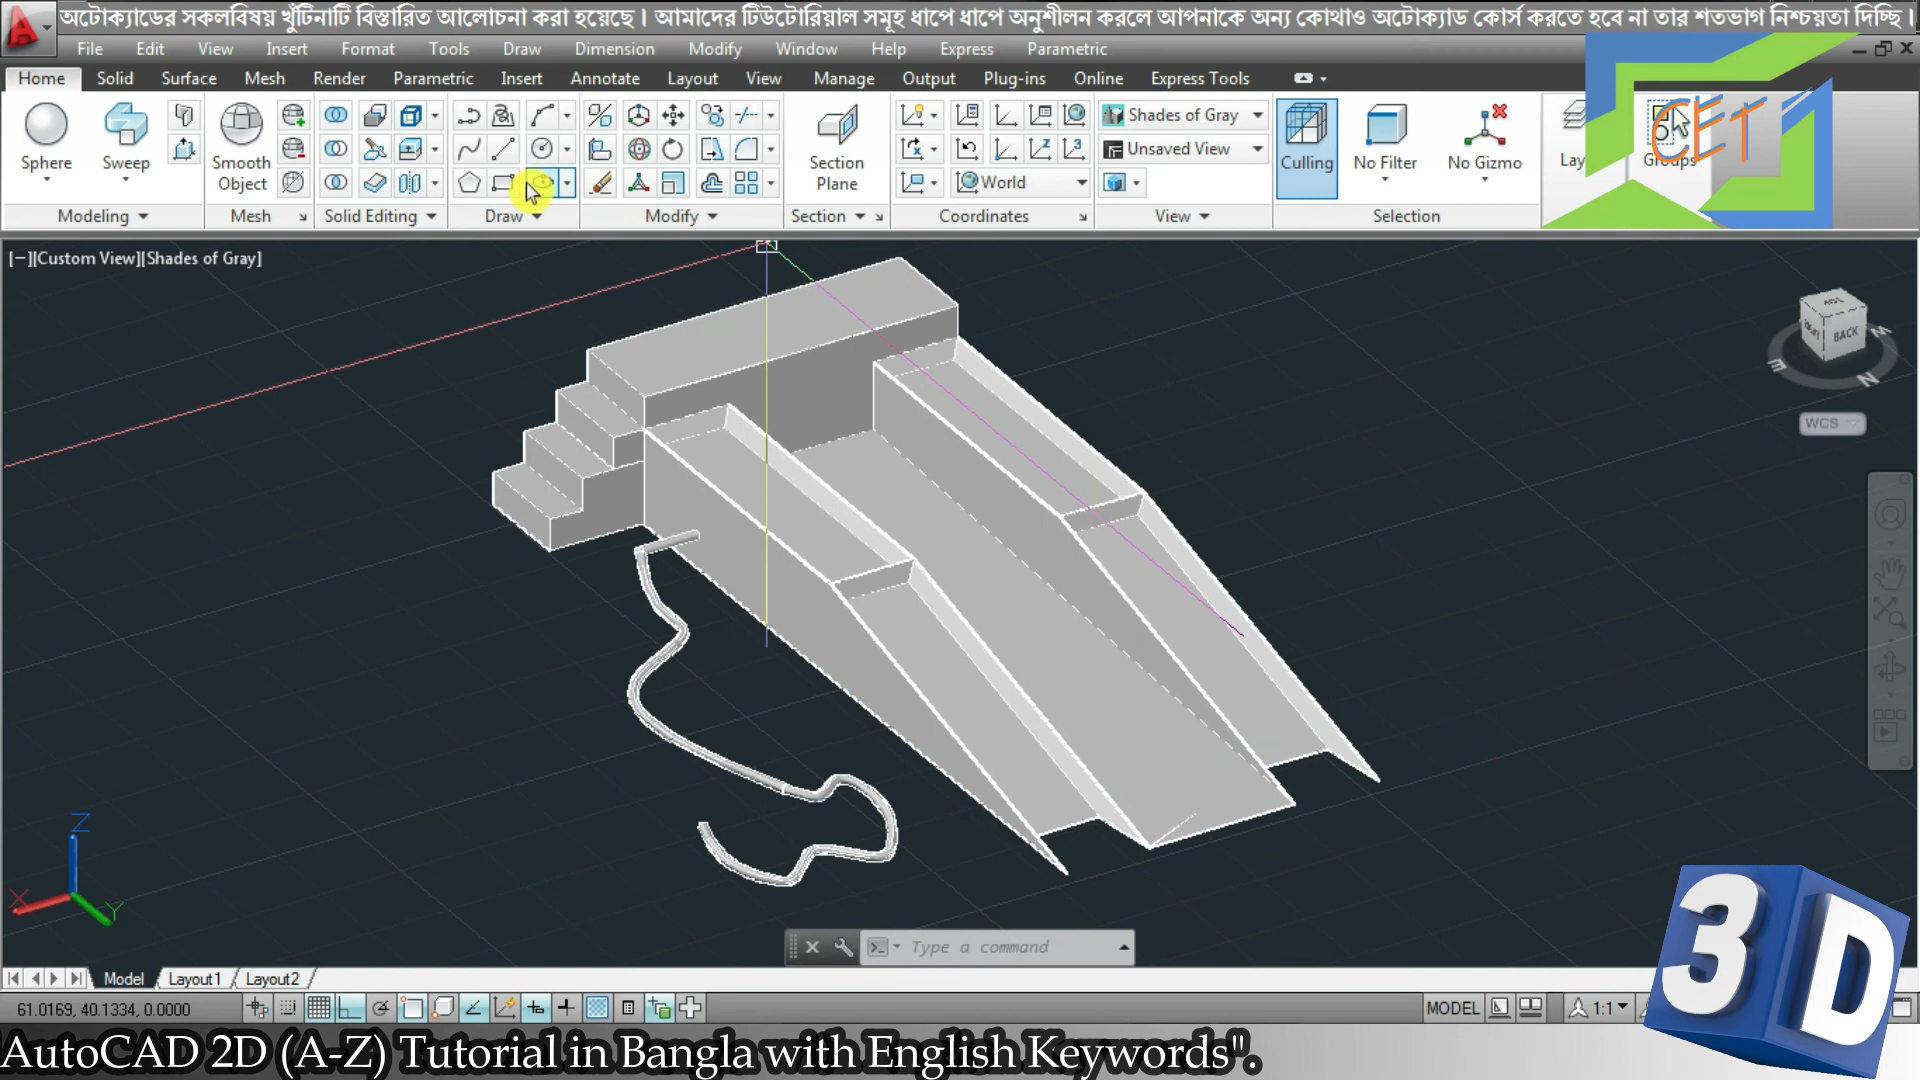 অটোক্যাডের সকলবিষয় খুঁটিনাটি বিস্তারিত আলোচনা করা হয়েছে। আমাদের টিউটোরিয়াল সমূহ ধাপে ধাপে অনুশীলন করলে আপনাকে অন্য কোথাও অটোক্যাড কোর্স করতে হবে না তার শতভাগ নিশ্চয়তা দিচ্ছি।
File Edit View Insert Format Tools Draw Dimension Modify Window Help Express Parametric
Home Solid Surface Mesh Render Parametric Insert Annotate Layout View Manage Output Plug-ins Online Express Tools
Shades of Gray
Unsaved View
World
Sphere Sweep Smooth Object Section Plane Culling No Filter No Gizmo Groups
CET
Modeling Mesh Solid Editing Draw Modify Section Coordinates View Selection
[−][Custom View][Shades of Gray]
BACK
E N
WCS
Z
X Y
Type a command
Model Layout1 Layout2
61.0169, 40.1334, 0.0000
MODEL 1:1
3D
AutoCAD 2D (A-Z) Tutorial in Bangla with English Keywords".